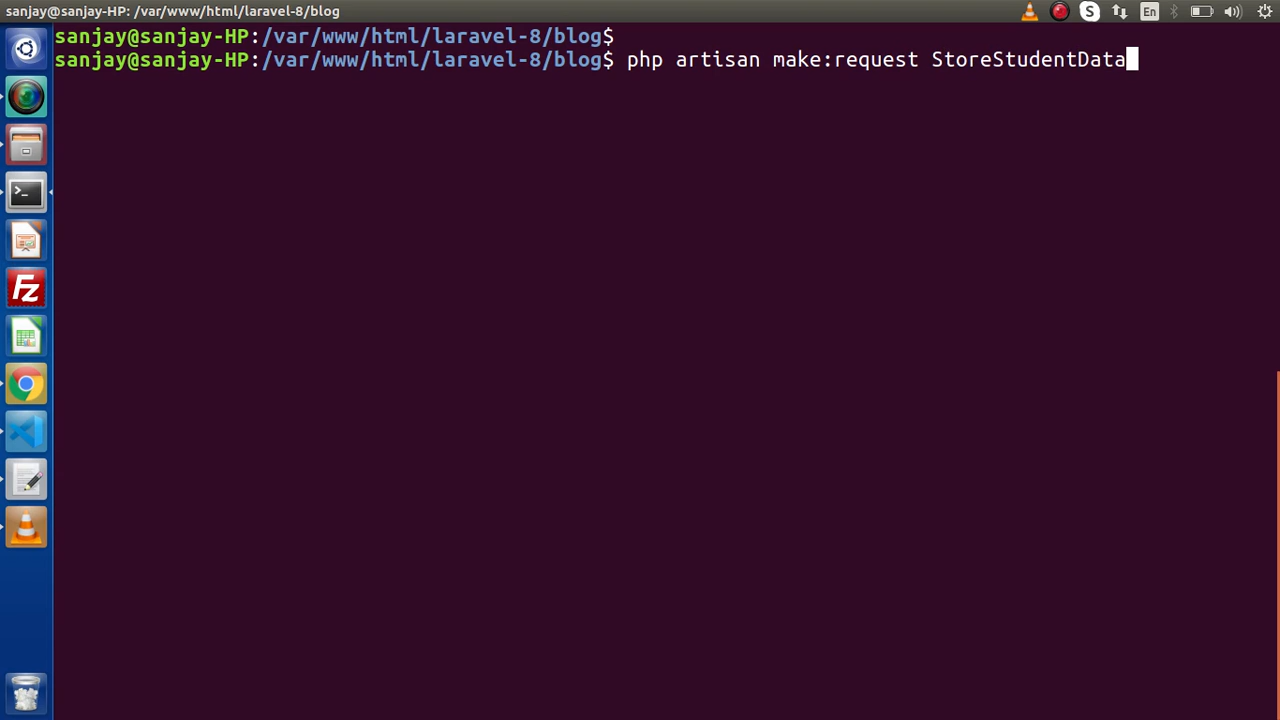 sanjay@sanjay-HP: /var/www/html/laravel-8/blog
S
En
sanjay@sanjay-HP:/var/www/html/laravel-8/blog$
sanjay@sanjay-HP:/var/www/html/laravel-8/blog$ php artisan make:request StoreStudentData
>_
Fz